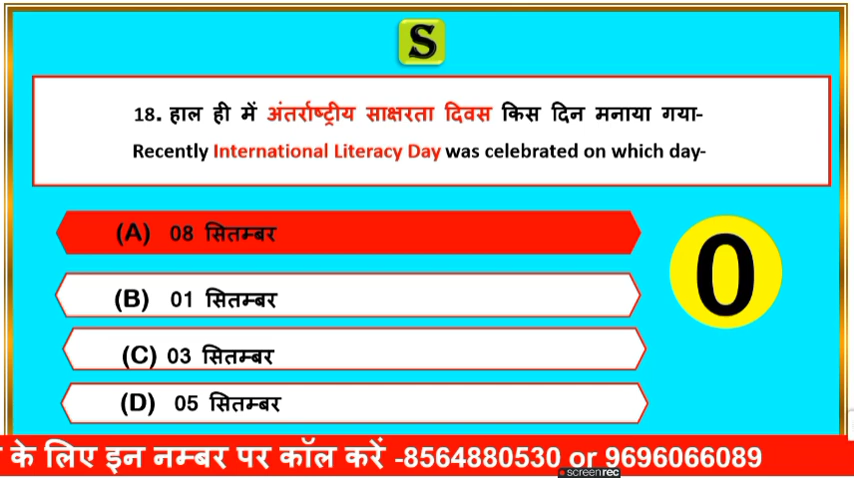 S
18. हाल ही में अंतर्राष्ट्रीय साक्षरता दिवस किस दिन मनाया गया-
Recently International Literacy Day was celebrated on which day-
(A) 08 सितम्बर
0
(B) 01 सितम्बर
(C) 03 सितम्बर
(D) 05 सितम्बर
के लिए इन नम्बर पर कॉल करें -8564880530 or 9696066089
screenrec